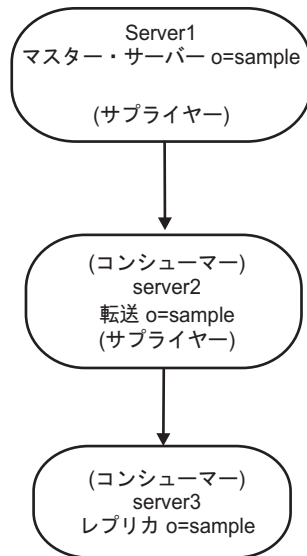 Server1
マスター・サーバー o=sample
(サプライヤー)
(コンシューマー)
server2
転送 o=sample
(サプライヤー)
(コンシューマー)
server3
レプリカ o=sample